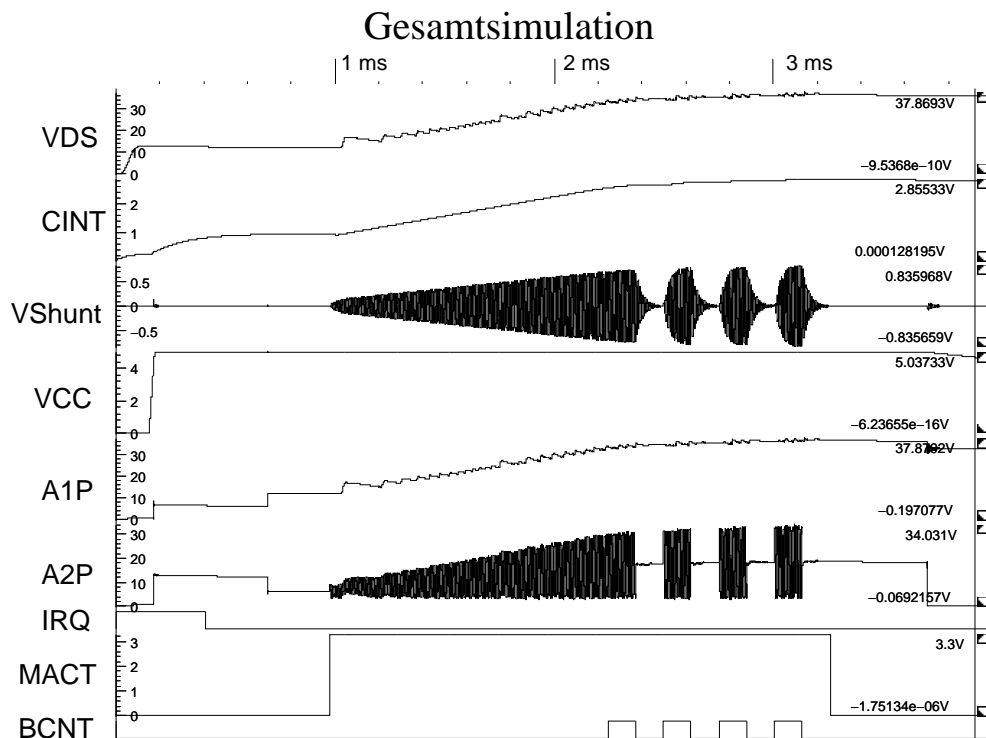 Gesamtsimulation
1 ms 2 ms 3 ms
VDS
30
20
10
0
37.8693V
−9.5368e−10V
CINT
2
1
2.85533V
0.000128195V
VShunt
0.5
0
−0.5
0.835968V
−0.835659V
VCC
4
2
0
5.03733V
−6.23655e−16V
A1P
30
20
10
0
−0.197077V
A2P
30
20
10
0
34.031V
−0.0692157V
IRQ
MACT
3
2
1
0
3.3V
−1.75134e−06V
BCNT